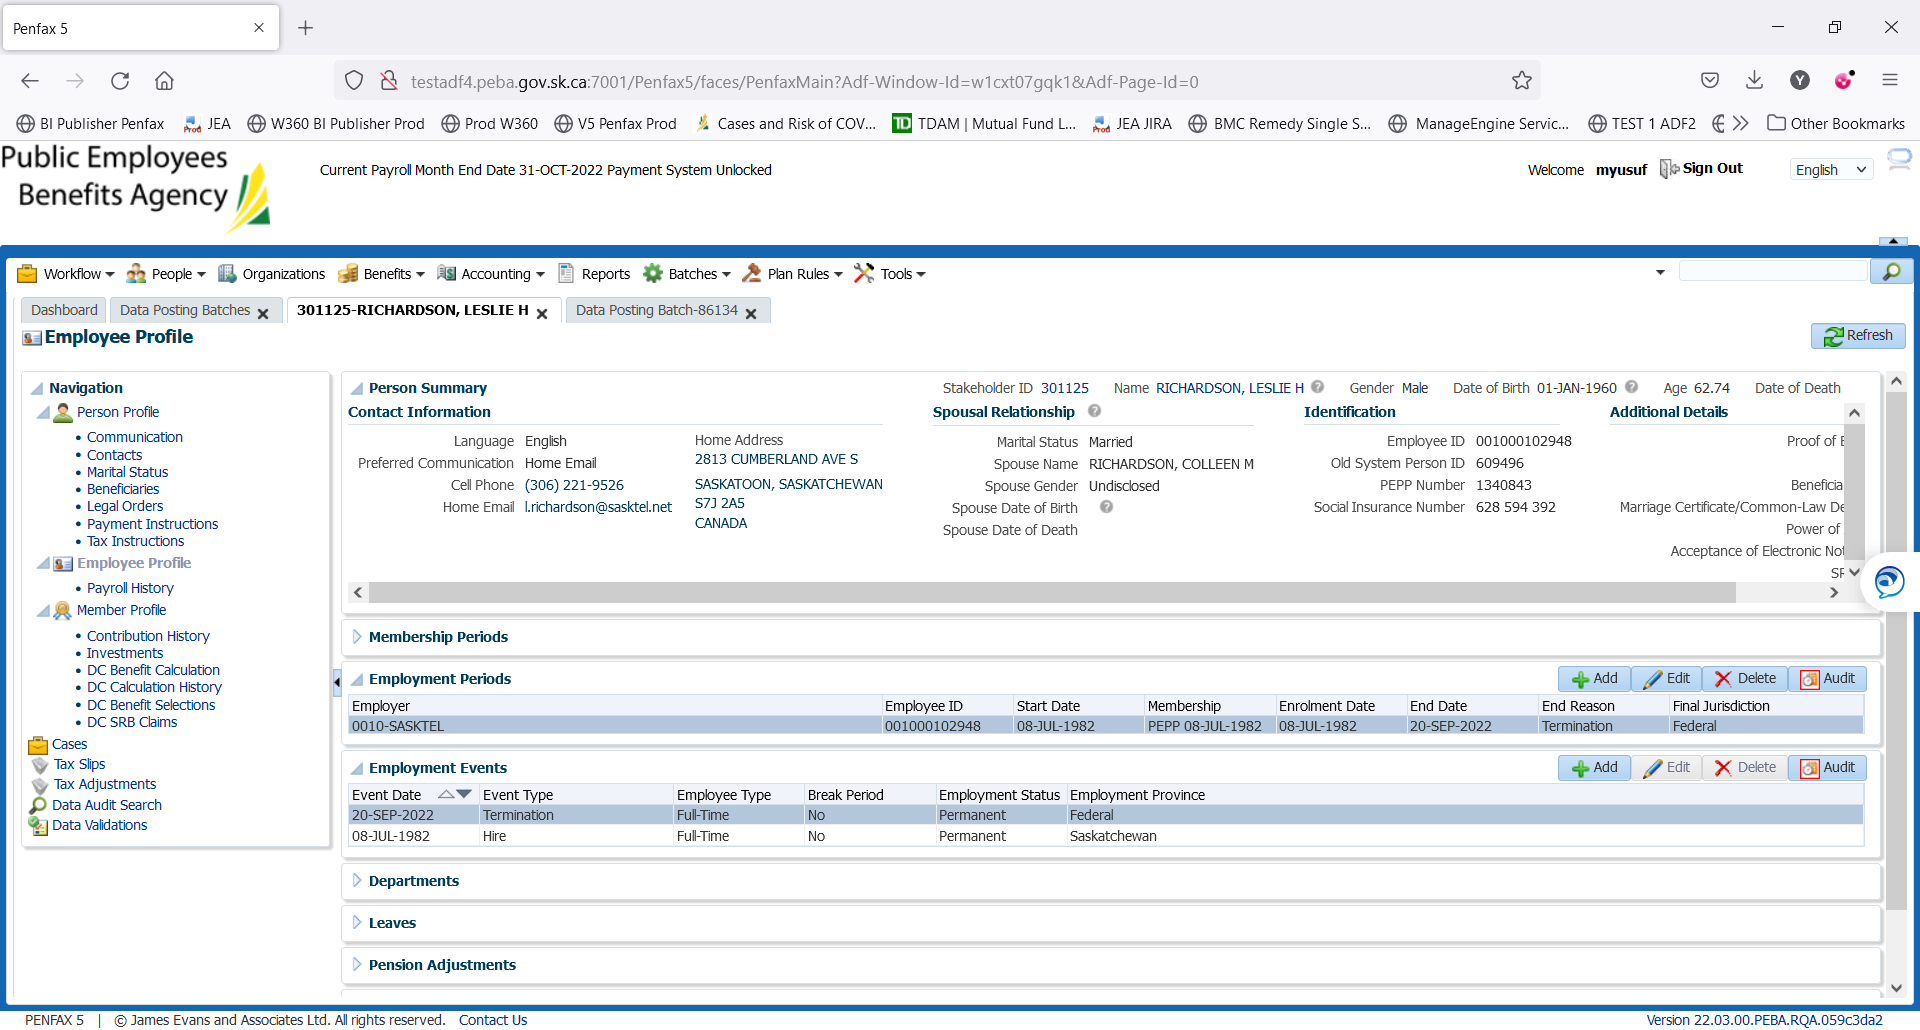 Penfax 5
testadf4.peba.gov.sk.ca:7001/Penfax5/faces/PenfaxMain?Adf-Window-Id=w1cxt07gqk1&Adf-Page-Id=0
Y
BI Publisher Penfax JEA W360 BI Publisher Prod Prod W360 V5 Penfax Prod Cases and Risk of COV... TDAM | Mutual Fund L... JEA JIRA BMC Remedy Single S... ManageEngine Servic... TEST 1 ADF2 Other Bookmarks
Public Employees
Benefits Agency
Current Payroll Month End Date 31-OCT-2022 Payment System Unlocked
Welcome myusuf Sign Out English
Workflow People Organizations Benefits Accounting Reports Batches Plan Rules Tools
Dashboard Data Posting Batches 301125-RICHARDSON, LESLIE H Data Posting Batch-86134
Employee Profile Refresh
Navigation
Person Profile
Communication
Contacts
Marital Status
Beneficiaries
Legal Orders
Payment Instructions
Tax Instructions
Employee Profile
Payroll History
Member Profile
Contribution History
Investments
DC Benefit Calculation
DC Calculation History
DC Benefit Selections
DC SRB Claims
Cases
Tax Slips
Tax Adjustments
Data Audit Search
Data Validations
Person Summary Stakeholder ID 301125 Name RICHARDSON, LESLIE H Gender Male Date of Birth 01-JAN-1960 Age 62.74 Date of Death
Contact Information
Language English
Preferred Communication Home Email
Cell Phone (306) 221-9526
Home Email l.richardson@sasktel.net
Home Address
2813 CUMBERLAND AVE S
SASKATOON, SASKATCHEWAN
S7J 2A5
CANADA
Spousal Relationship
Marital Status Married
Spouse Name RICHARDSON, COLLEEN M
Spouse Gender Undisclosed
Spouse Date of Birth
Spouse Date of Death
Identification
Employee ID 001000102948
Old System Person ID 609496
PEPP Number 1340843
Social Insurance Number 628 594 392
Additional Details
Proof of
Beneficia
Marriage Certificate/Common-Law De
Power of
Acceptance of Electronic Not
SR
Membership Periods
Employment Periods Add Edit Delete Audit
Employer Employee ID Start Date Membership Enrolment Date End Date End Reason Final Jurisdiction
0010-SASKTEL 001000102948 08-JUL-1982 PEPP 08-JUL-1982 08-JUL-1982 20-SEP-2022 Termination Federal
Employment Events Add Edit Delete Audit
Event Date Event Type Employee Type Break Period Employment Status Employment Province
20-SEP-2022 Termination Full-Time No Permanent Federal
08-JUL-1982 Hire Full-Time No Permanent Saskatchewan
Departments
Leaves
Pension Adjustments
PENFAX 5 | © James Evans and Associates Ltd. All rights reserved. Contact Us Version 22.03.00.PEBA.RQA.059c3da2